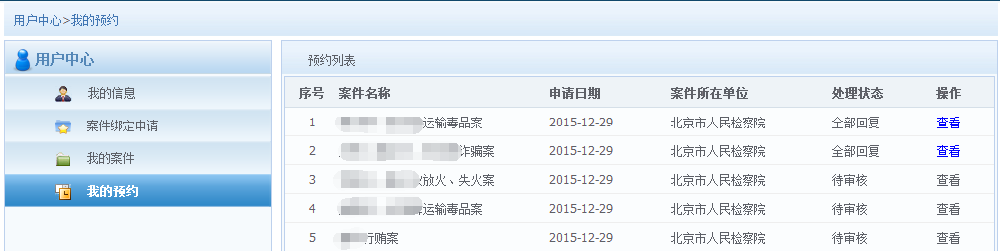 用户中心>我的预约
用户中心
我的信息
案件绑定申请
我的案件
我的预约
预约列表
序号 案件名称 申请日期 案件所在单位 处理状态 操作
1 运输毒品案 2015-12-29 北京市人民检察院 全部回复 查看
2 诈骗案 2015-12-29 北京市人民检察院 全部回复 查看
3 放火、失火案 2015-12-29 北京市人民检察院 待审核 查看
4 运输毒品案 2015-12-29 北京市人民检察院 待审核 查看
5 行贿案 2015-12-29 北京市人民检察院 待审核 查看